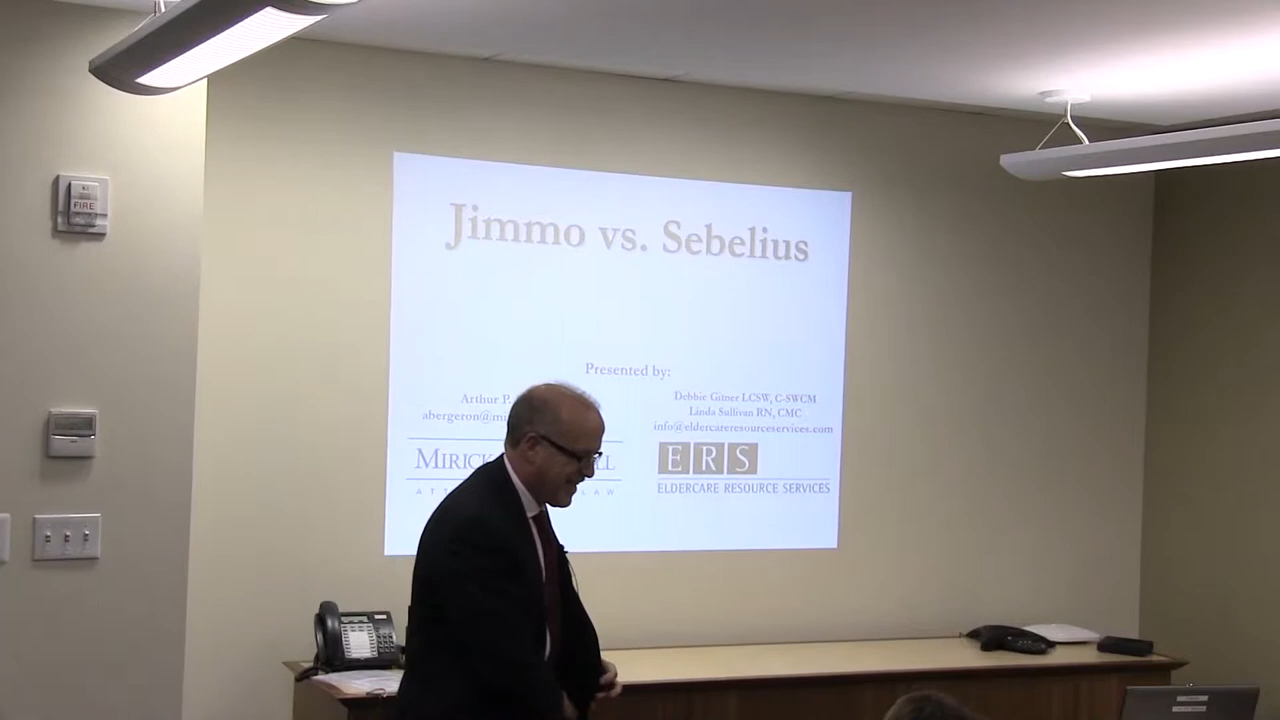 FIRE
Jimmo vs. Sebelius
Presented by:
Arthur P.
Debbie Gitner LCSW, C-SWCM
Linda Sullivan RN, CMC
info@eldercareresourceservices.com
ERS
ELDERCARE RESOURCE SERVICES